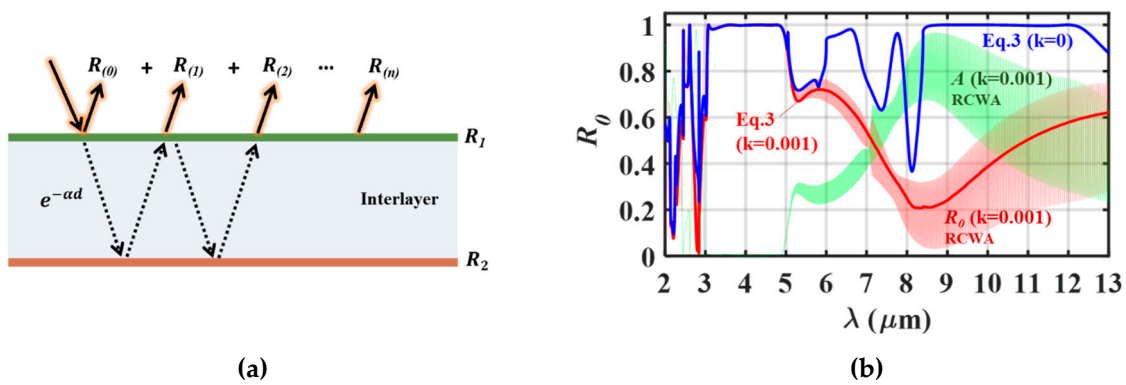 R(0) + R(1) + R(2) ... R(n)
R1
e^−αd
Interlayer
R2
(a)
R0
1
0.8
0.6
0.4
0.2
0
Eq.3 (k=0)
A (k=0.001)
RCWA
Eq.3
(k=0.001)
R0 (k=0.001)
RCWA
2 3 4 5 6 7 8 9 10 11 12 13
λ (μm)
(b)